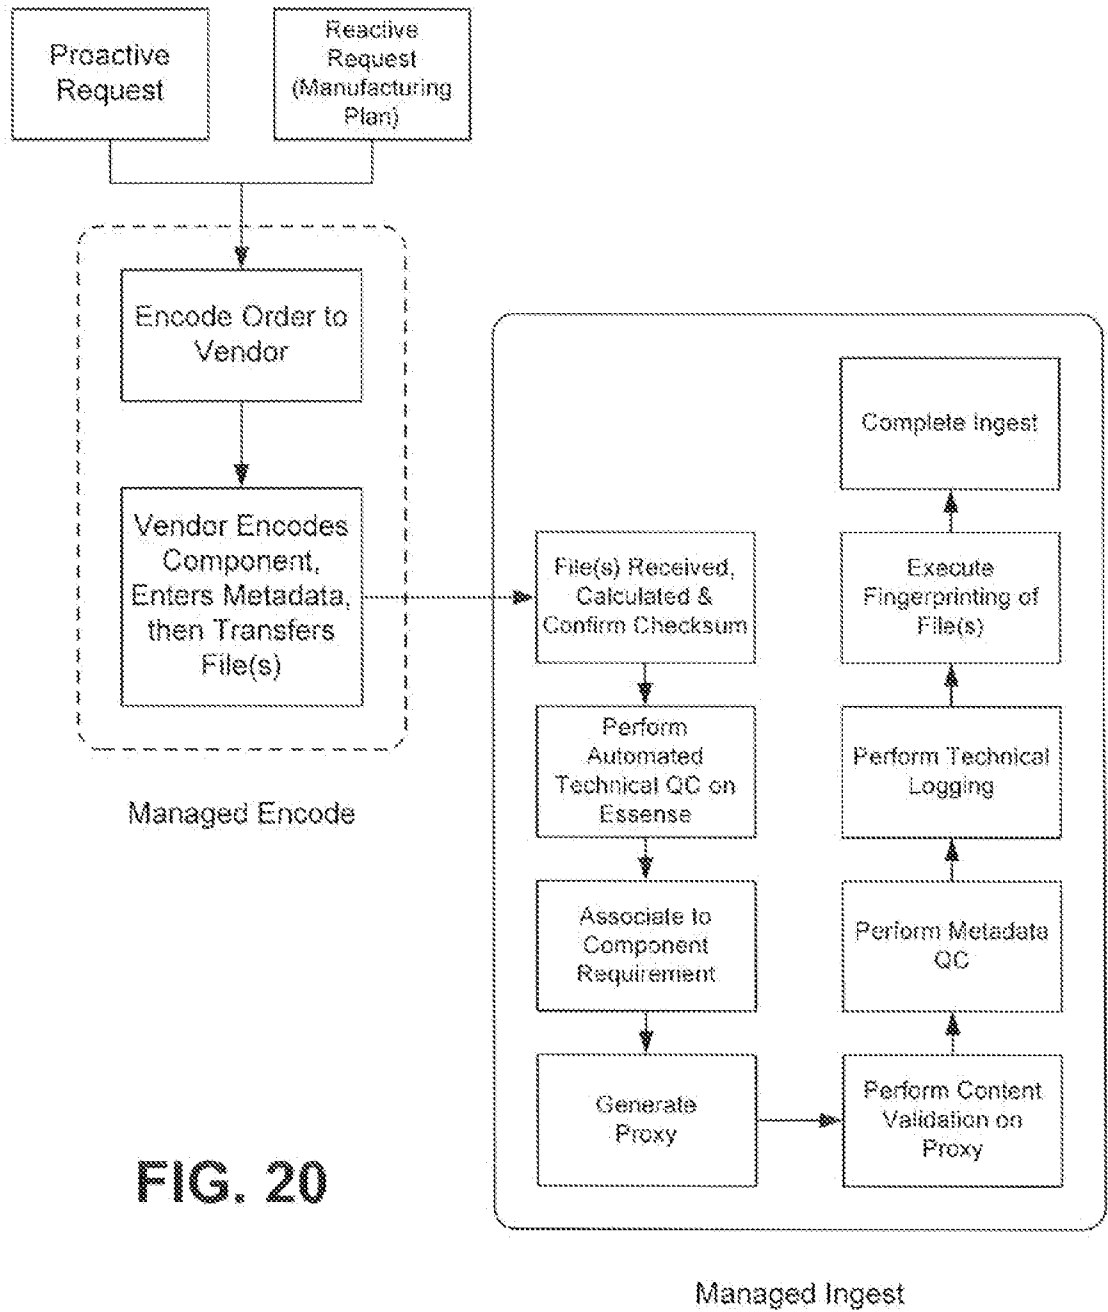 Proactive
Request
Reactive
Request
(Manufacturing
Plan)
Encode Order to
Vendor
Vendor Encodes
Component,
Enters Metadata,
then Transfers
File(s)
Managed Encode
File(s) Received,
Calculated &
Confirm Checksum
Perform
Automated
Technical QC on
Essense
Associate to
Component
Requirement
Generate
Proxy
Perform Content
Validation on
Proxy
Perform Metadata
QC
Perform Technical
Logging
Execute
Fingerprinting of
File(s)
Complete Ingest
Managed Ingest
FIG. 20